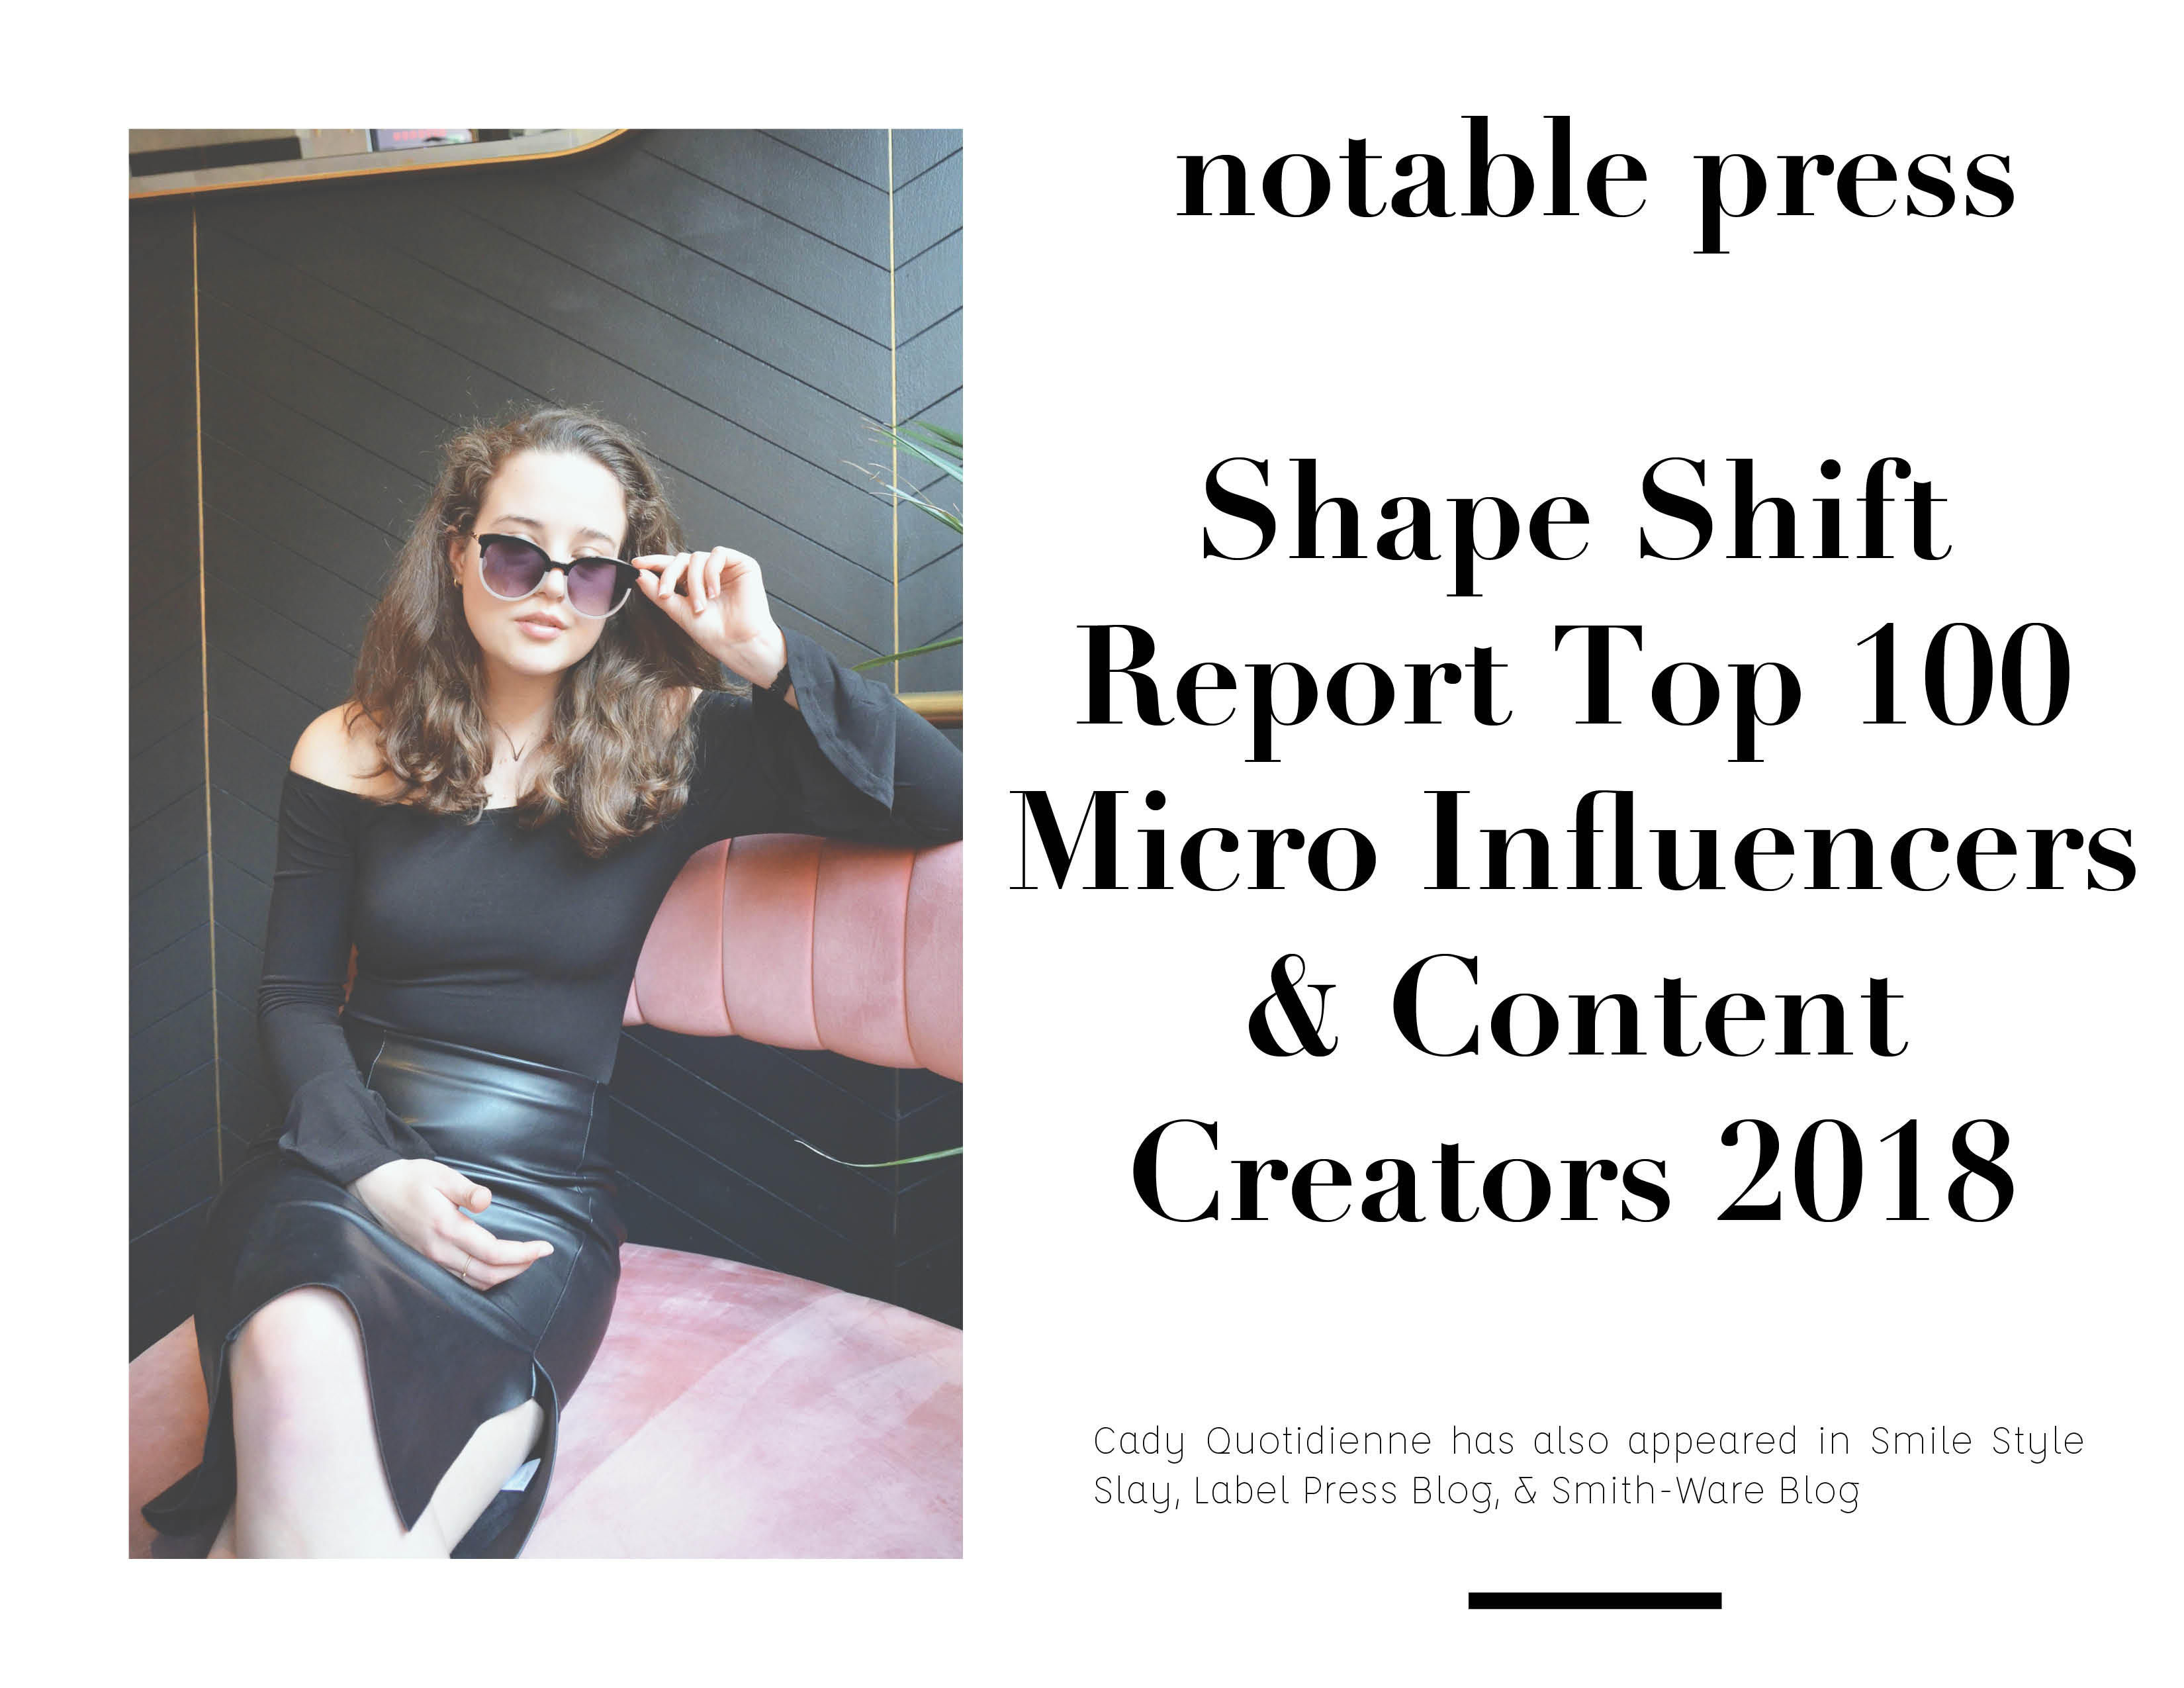 notable press
Shape Shift
Report Top 100
Micro Influencers
& Content
Creators 2018
Cady Quotidienne has also appeared in Smile Style
Slay, Label Press Blog, & Smith-Ware Blog